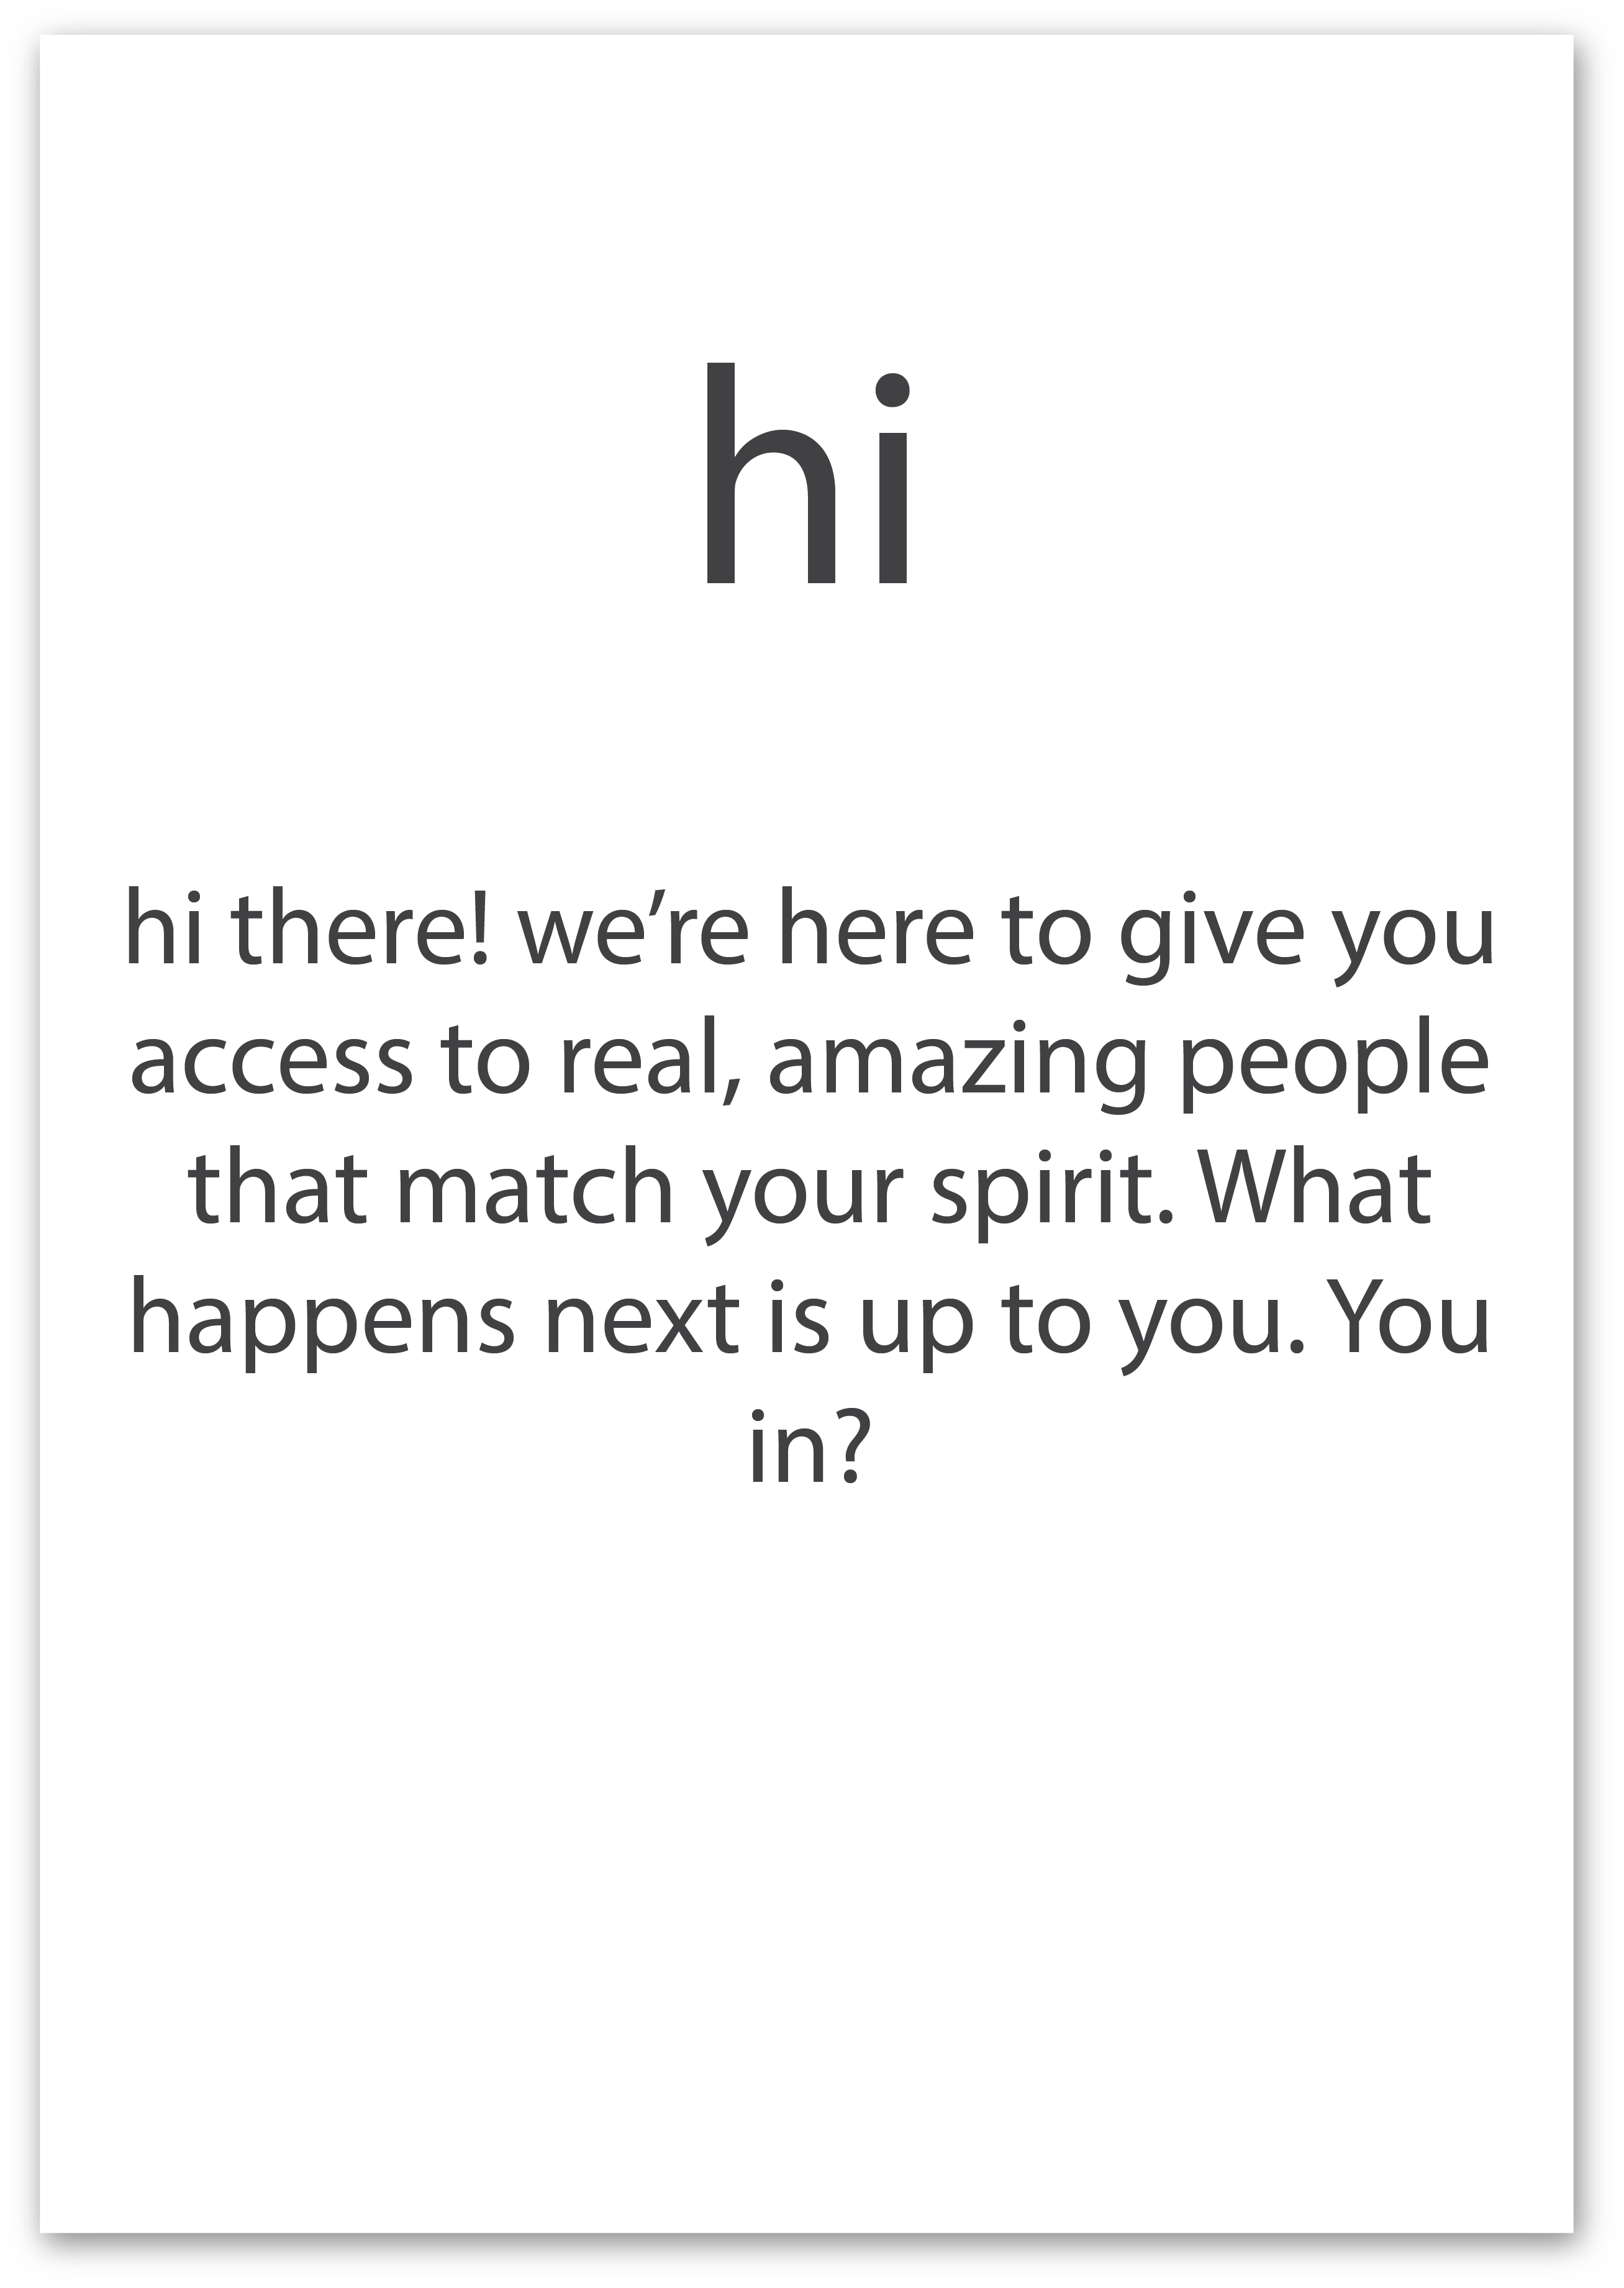 hi
hi there! we’re here to give you
access to real, amazing people
that match your spirit. What
happens next is up to you. You
in?